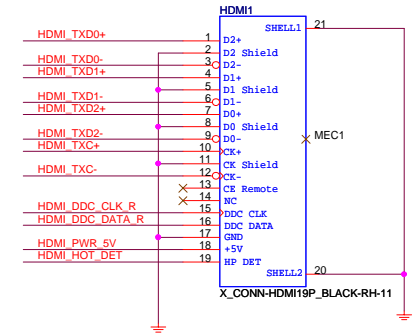 HDMI1
SHELL1 21
HDMI_TXD0+ 1 D2+
2 D2 Shield
HDMI_TXD0- 3 D2-
HDMI_TXD1+ 4 D1+
5 D1 Shield
HDMI_TXD1- 6 D1-
HDMI_TXD2+ 7 D0+
8 D0 Shield
HDMI_TXD2- 9 D0- MEC1
HDMI_TXC+ 10 CK+
11 CK Shield
HDMI_TXC- 12 CK-
13 CE Remote
14 NC
HDMI_DDC_CLK_R 15 DDC CLK
HDMI_DDC_DATA_R 16 DDC DATA
17 GND
HDMI_PWR_5V 18 +5V
HDMI_HOT_DET 19 HP DET
SHELL2 20
X_CONN-HDMI19P_BLACK-RH-11